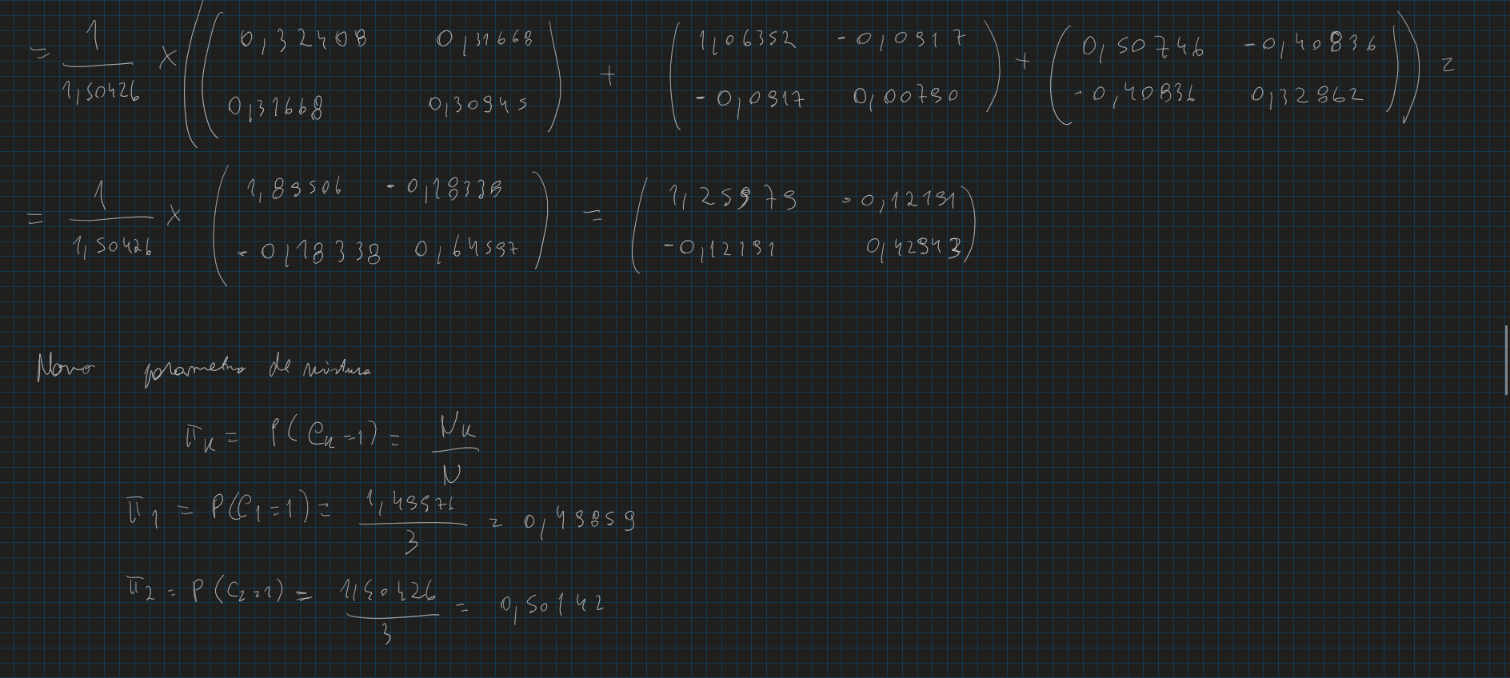 = 1/1,50426 × ( ( 0,32408 0,31668 ; 0,31668 0,30945 ) + ( 1,06352 -0,0917 ; -0,0917 0,00790 ) + ( 0,50746 -0,40836 ; -0,40836 0,32862 ) ) =
= 1/1,50426 × ( 1,89506 -0,18338 ; -0,18338 0,64597 ) = ( 1,25979 -0,12191 ; -0,12191 0,42943 )
Novo parametro de mistura
π_k = P(C_k=1) = N_k/N
π_1 = P(C_1=1) = 1,49574/3 = 0,49859
π_2 = P(C_2=1) = 1,50426/3 = 0,50142